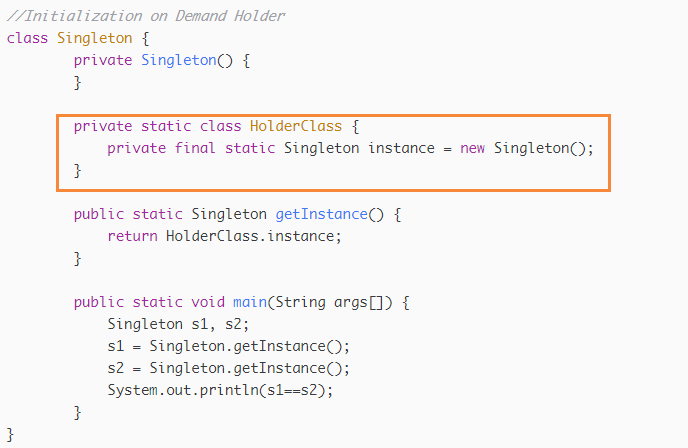 //Initialization on Demand Holder
class Singleton {
        private Singleton() {
        }

        private static class HolderClass {
            private final static Singleton instance = new Singleton();
        }

        public static Singleton getInstance() {
            return HolderClass.instance;
        }

        public static void main(String args[]) {
            Singleton s1, s2;
            s1 = Singleton.getInstance();
            s2 = Singleton.getInstance();
            System.out.println(s1==s2);
        }
}